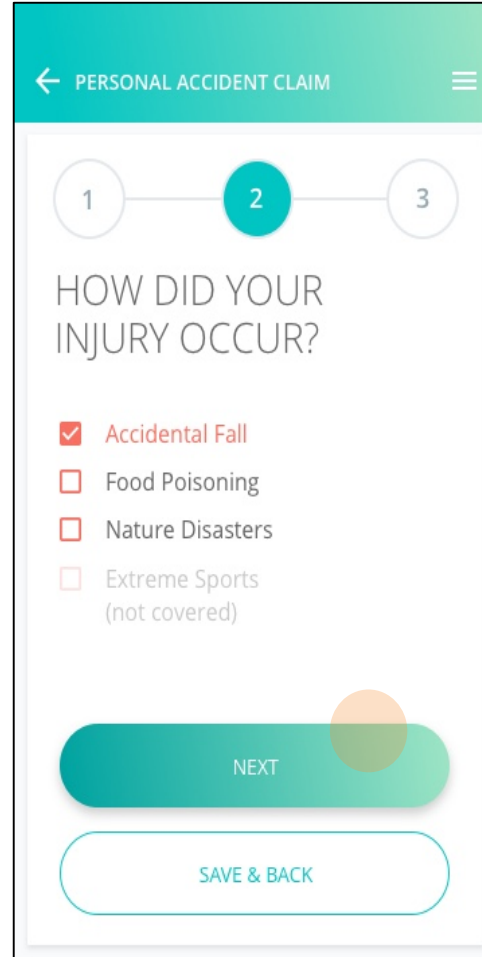 PERSONAL ACCIDENT CLAIM
1 2 3
HOW DID YOUR
INJURY OCCUR?
Accidental Fall
Food Poisoning
Nature Disasters
Extreme Sports
(not covered)
NEXT
SAVE & BACK